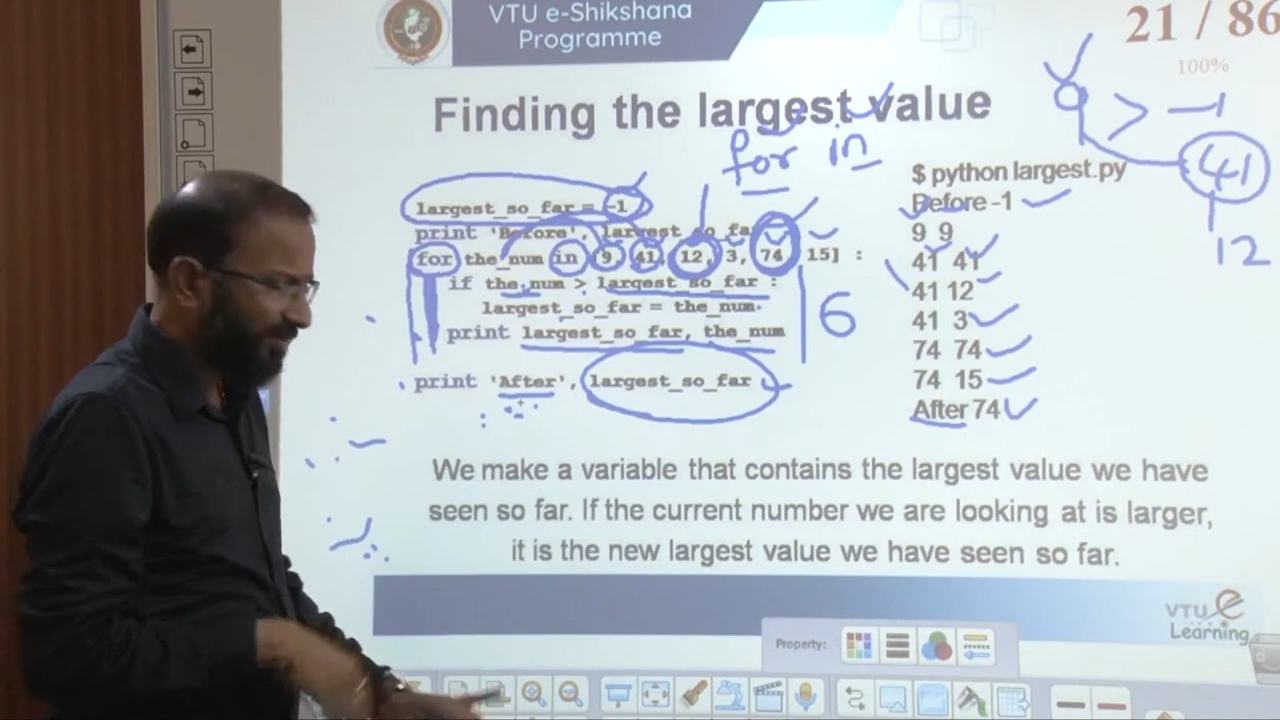 VTU e-Shikshana
Programme
21 / 86
100%
Finding the largest value
for in
9 > -1
41
12
largest_so_far = -1
print 'Before', largest_so_far
for the_num in [9, 41, 12, 3, 74, 15] :
if the_num > largest_so_far :
largest_so_far = the_num
print largest_so_far, the_num
6
print 'After', largest_so_far
$ python largest.py
Before -1
9 9
41 41
41 12
41 3
74 74
74 15
After 74
We make a variable that contains the largest value we have
seen so far. If the current number we are looking at is larger,
it is the new largest value we have seen so far.
VTU e
Learning
Property: